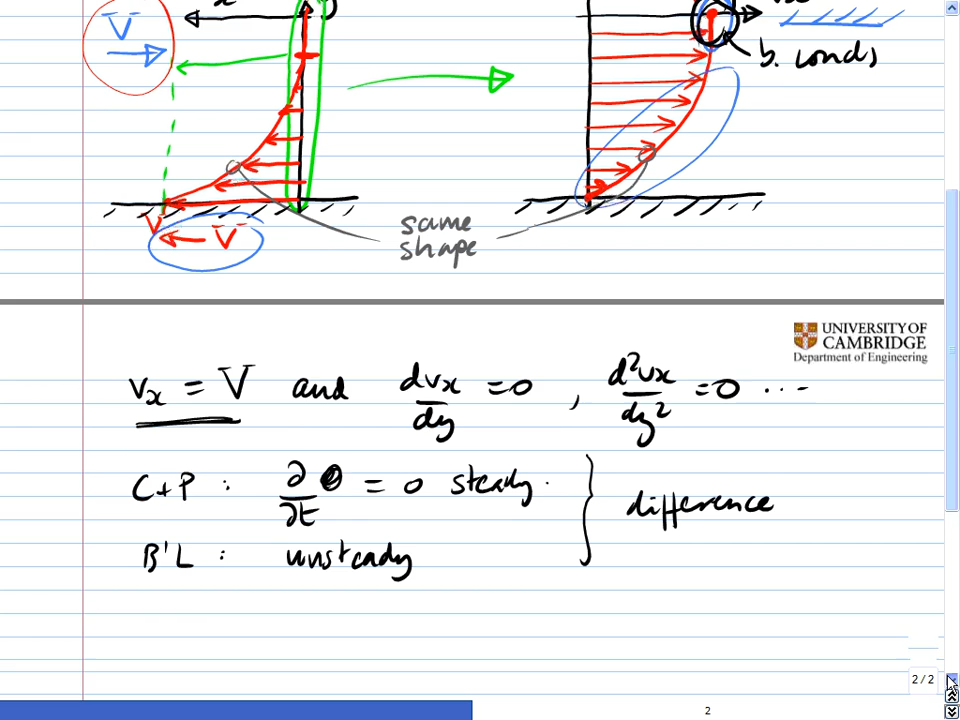 V
b. conds
same
shape
V
V
UNIVERSITY OF
CAMBRIDGE
Department of Engineering
vx = V and dvx/dy = 0 , d²vx/dy² = 0 ...
C+P : ∂/∂t = 0 steady.
B'L : unsteady
} difference
2 / 2
2